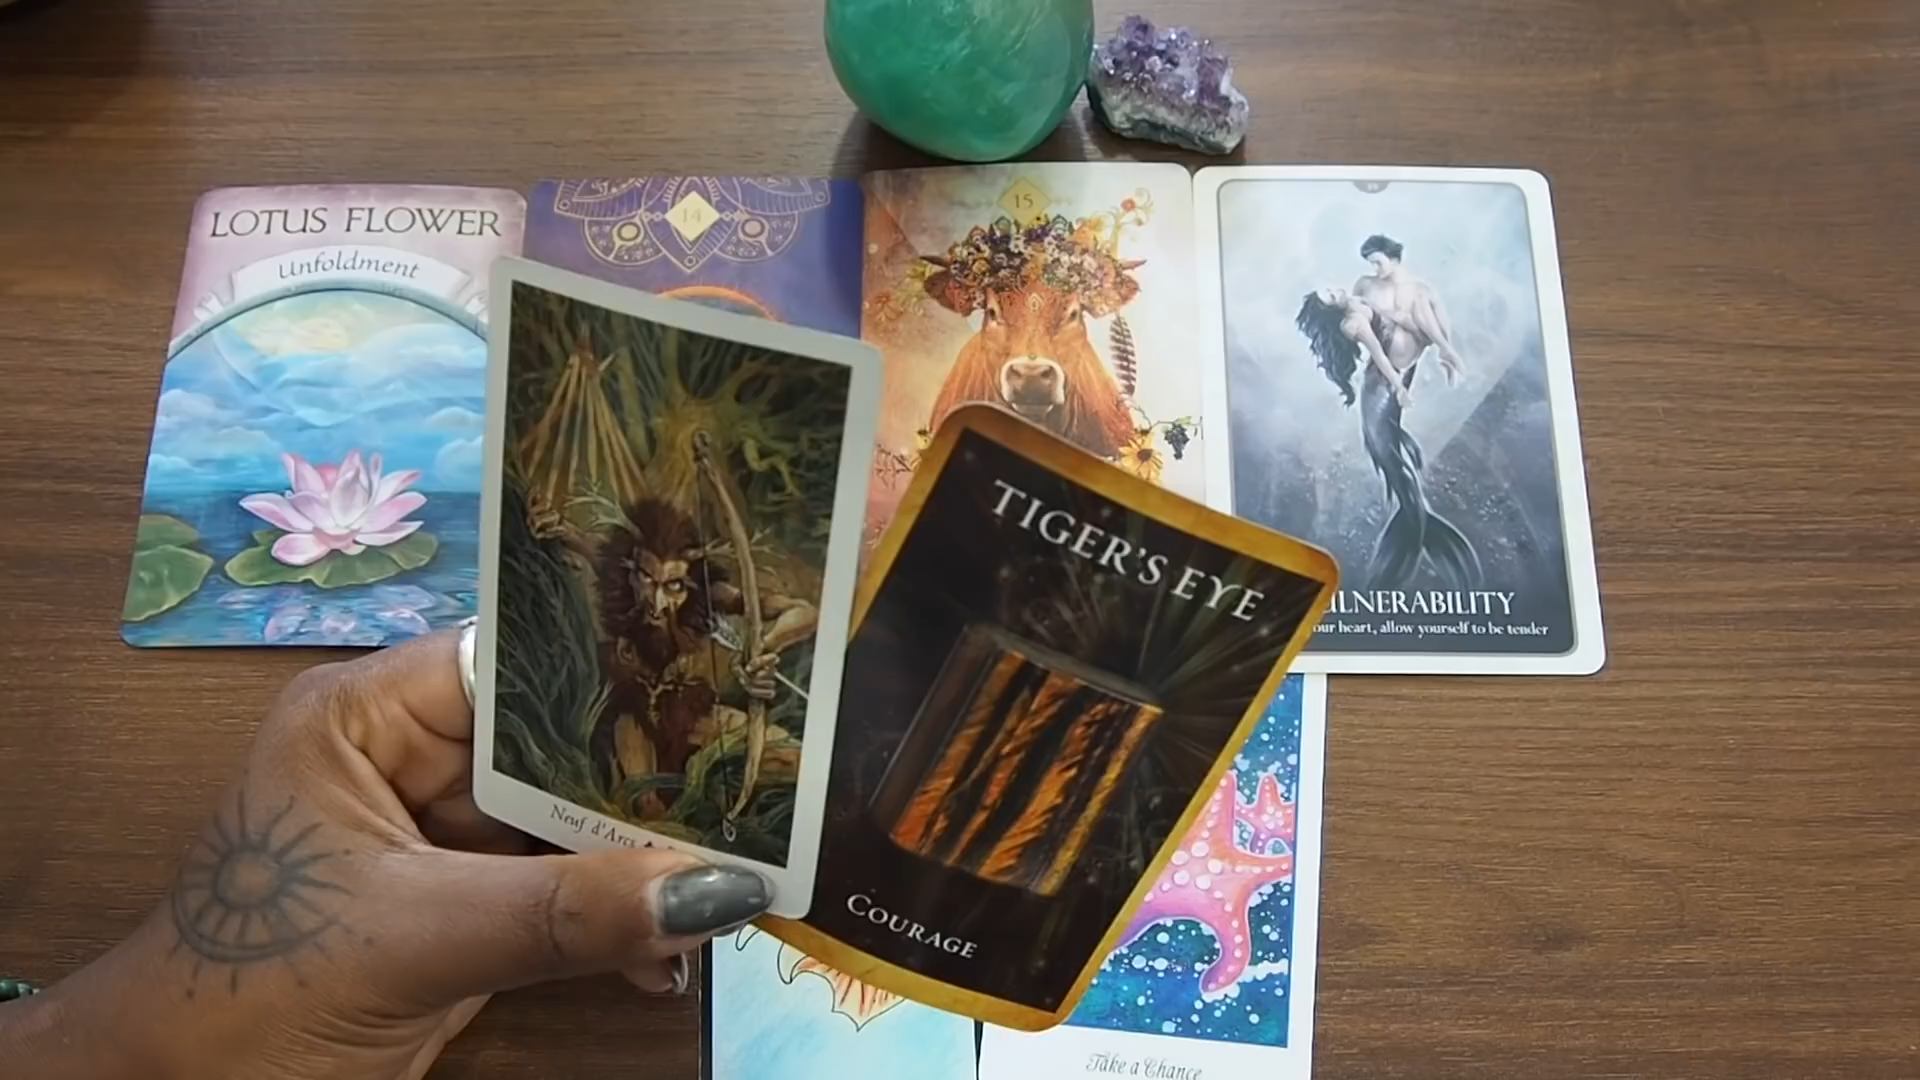 LOTUS FLOWER
Unfoldment
14
15
ULNERABILITY
our heart, allow yourself to be tender
Neuf d'Arcs
TIGER'S EYE
COURAGE
Take a Chance